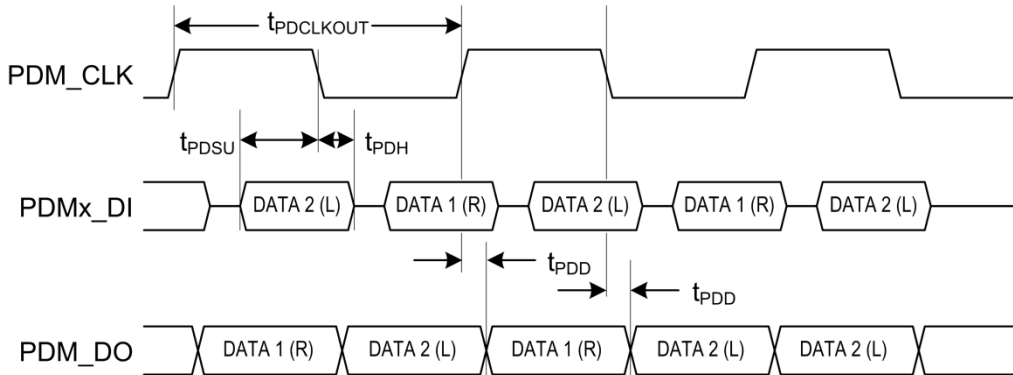 tPDCLKOUT
PDM_CLK
tPDSU
tPDH
PDMx_DI
DATA 2 (L)
DATA 1 (R)
DATA 2 (L)
DATA 1 (R)
DATA 2 (L)
tPDD
tPDD
PDM_DO
DATA 1 (R)
DATA 2 (L)
DATA 1 (R)
DATA 2 (L)
DATA 2 (L)